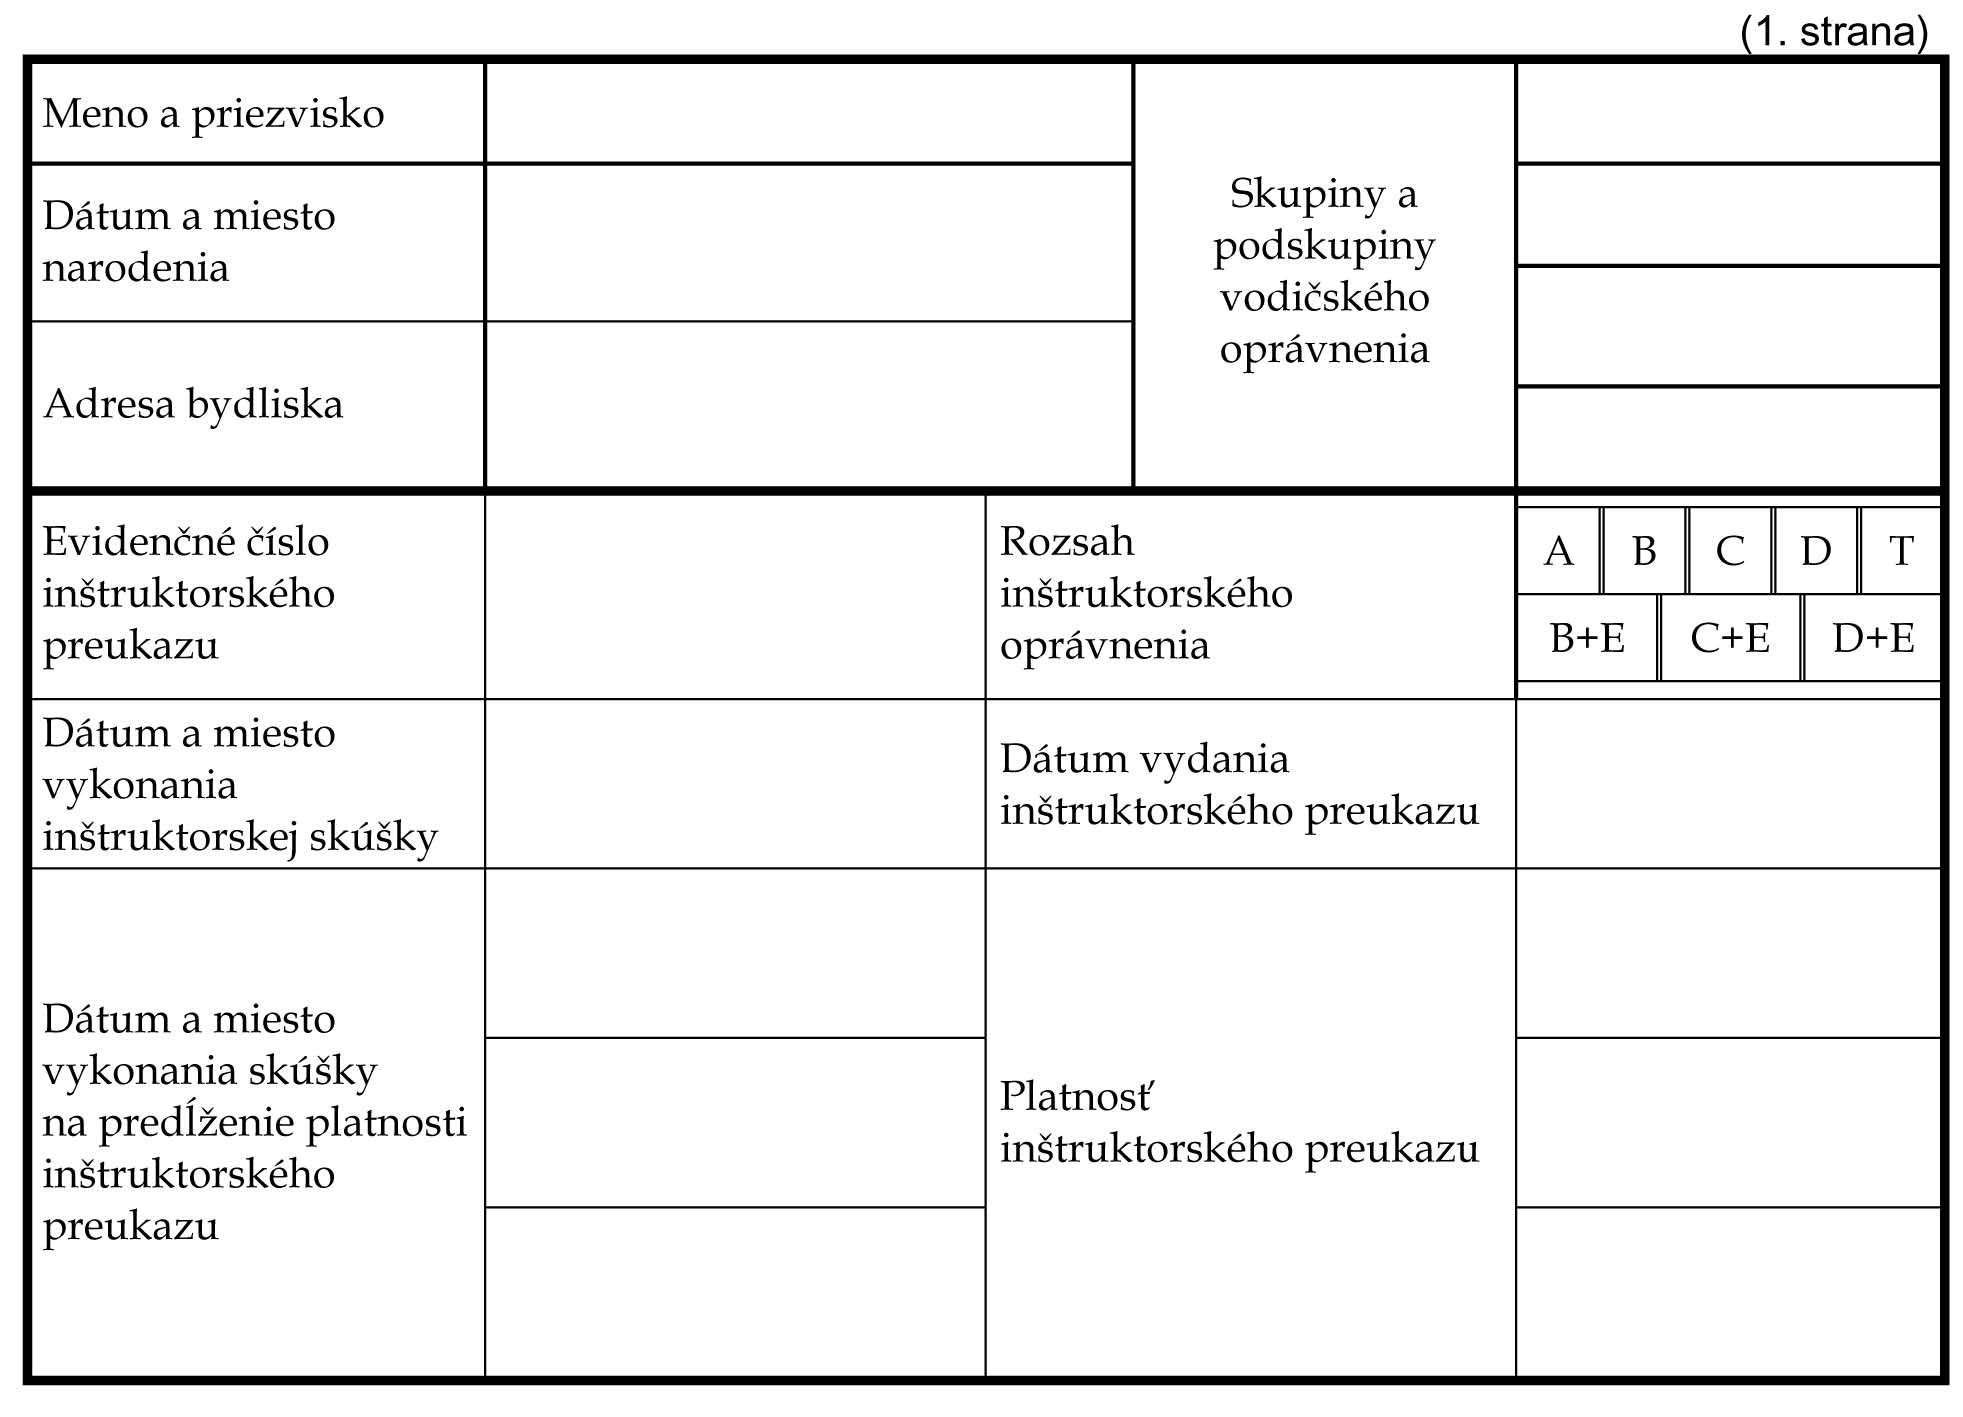 (1. strana)
Meno a priezvisko
Dátum a miesto
narodenia
Adresa bydliska
Skupiny a
podskupiny
vodičského
oprávnenia
Evidenčné číslo
inštruktorského
preukazu
Rozsah
inštruktorského
oprávnenia
A B C D T
B+E C+E D+E
Dátum a miesto
vykonania
inštruktorskej skúšky
Dátum vydania
inštruktorského preukazu
Dátum a miesto
vykonania skúšky
na predĺženie platnosti
inštruktorského
preukazu
Platnosť
inštruktorského preukazu